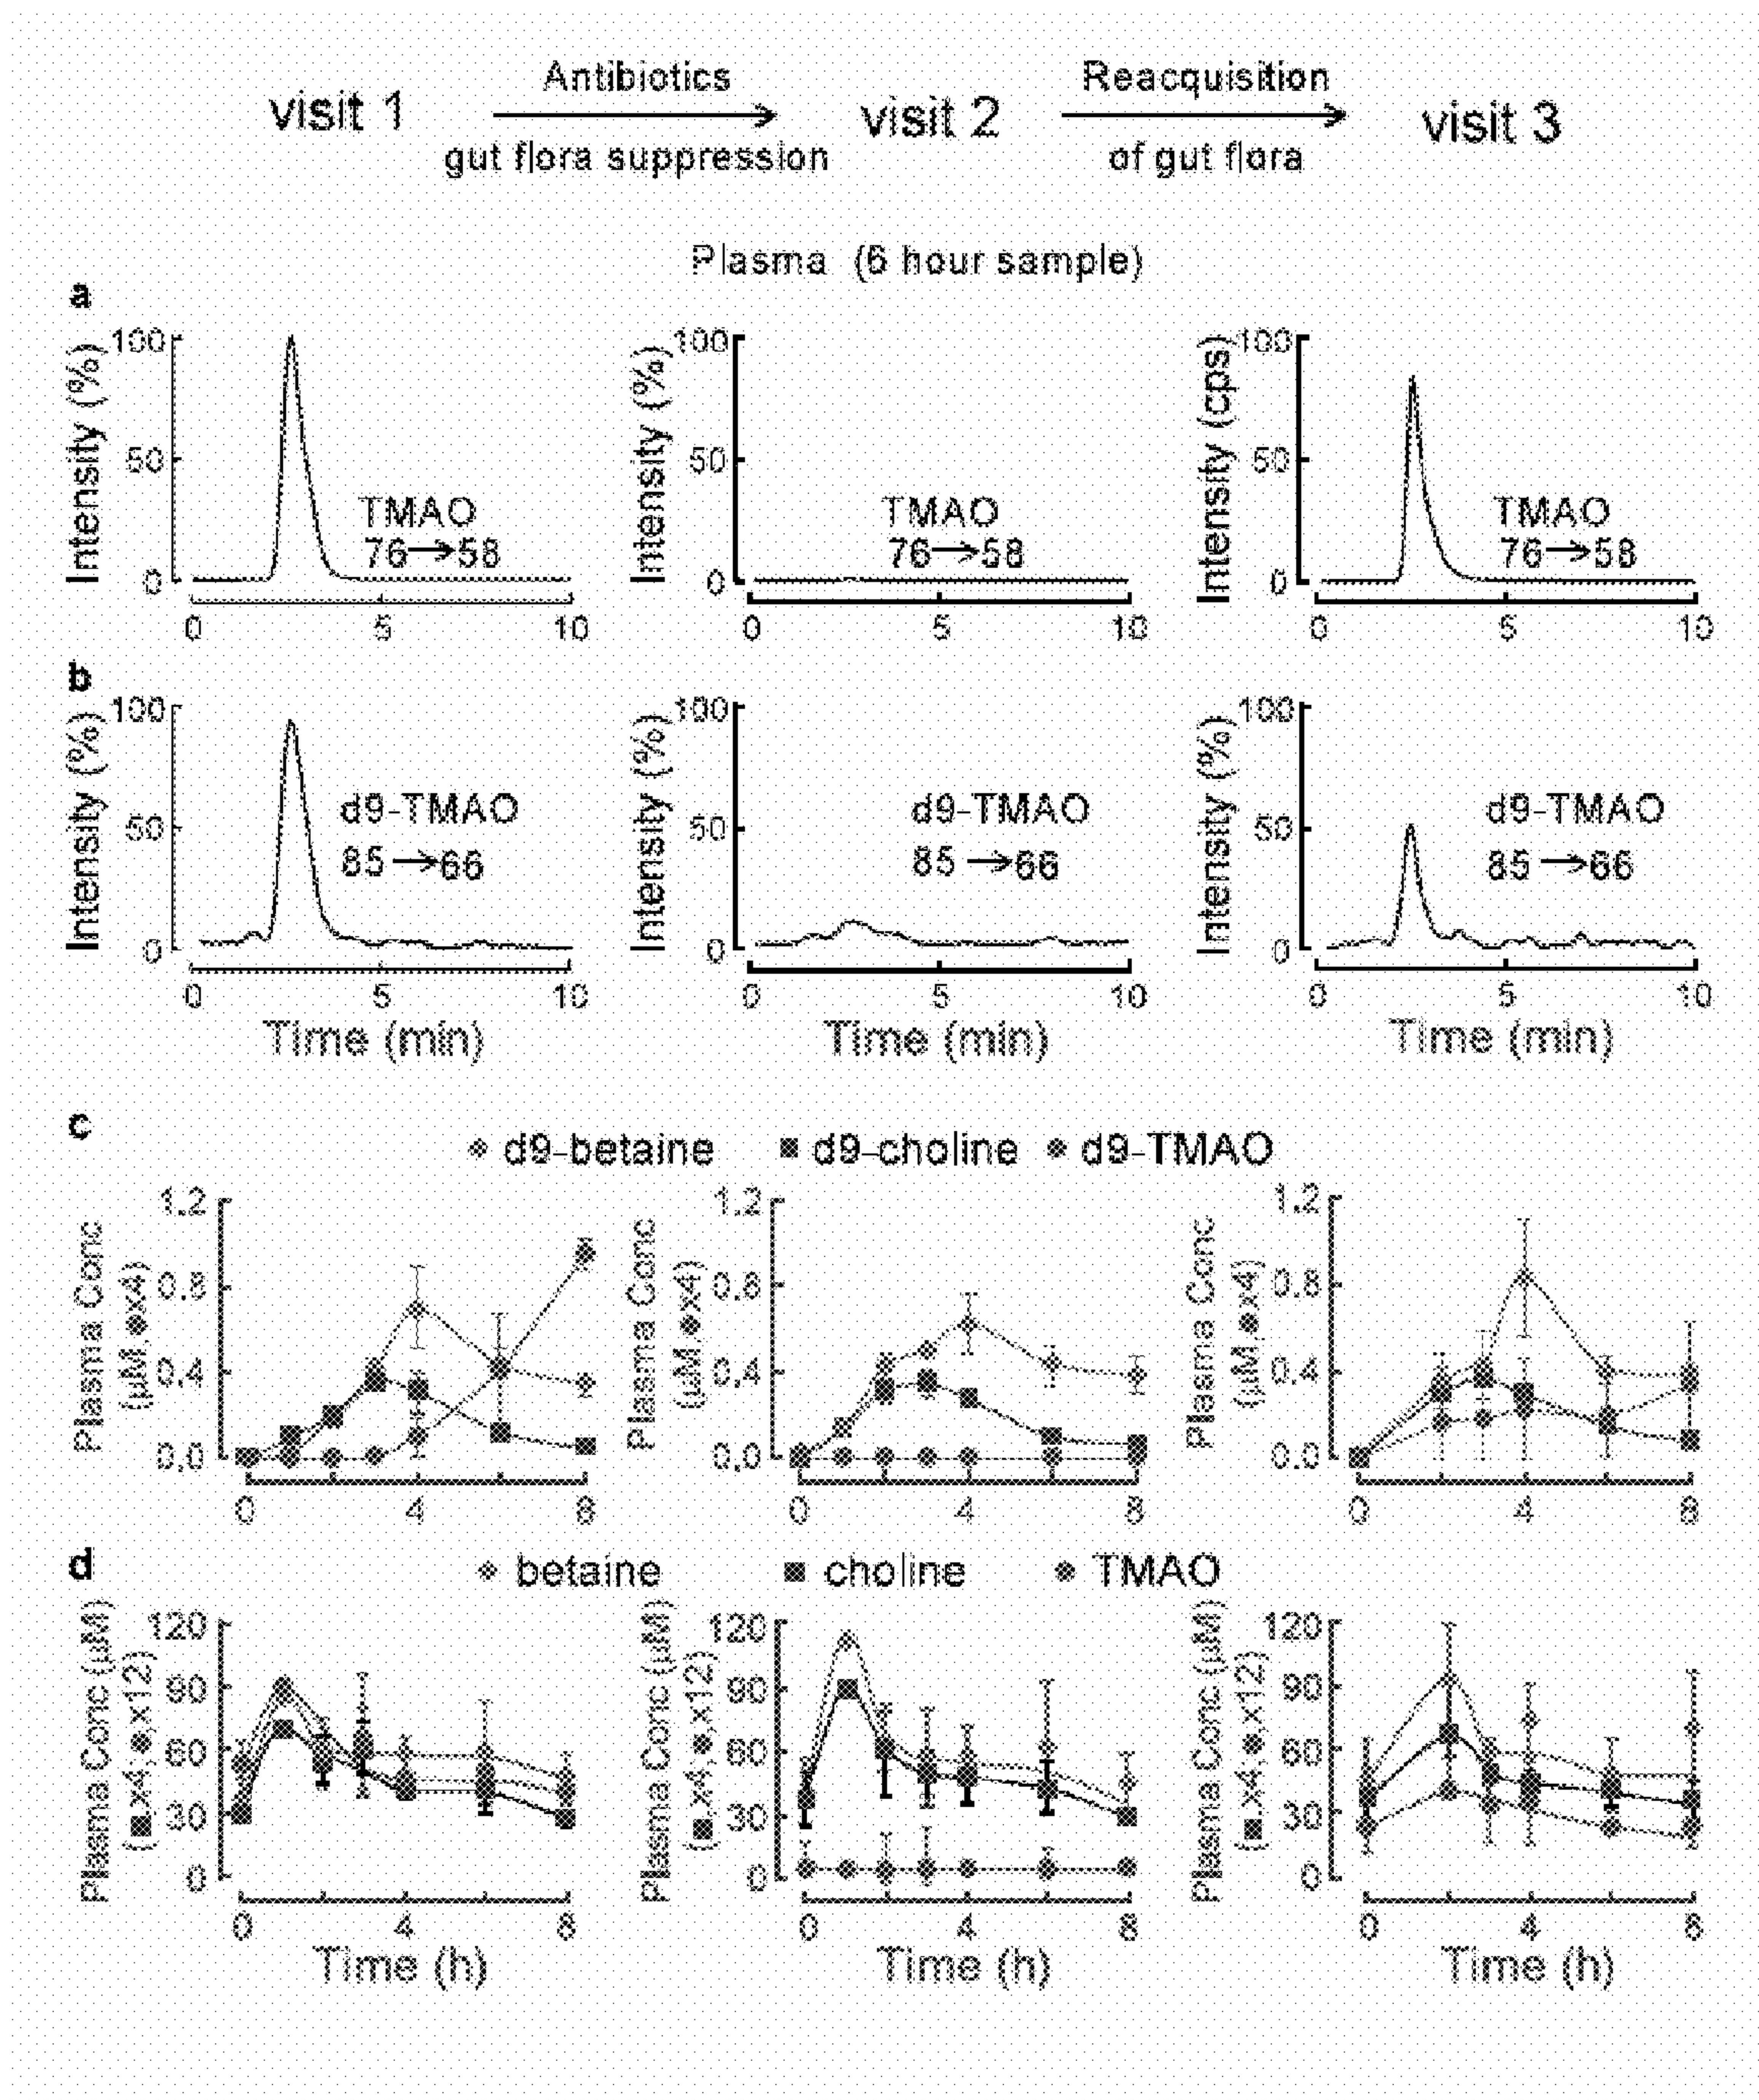 Antibiotics
Reacquisition
visit 1
visit 2
visit 3
gut flora suppression
of gut flora
Plasma (6 hour sample)
a
Intensity (%)
100
50
0
TMAO
76→58
0 5 10
Intensity (%)
100
50
0
TMAO
76→58
0 5 10
Intensity (cps)
100
50
0
TMAO
76→58
0 5 10
b
Intensity (%)
100
50
0
d9-TMAO
85→66
0 5 10
Time (min)
Intensity (%)
100
50
0
d9-TMAO
85→66
0 5 10
Time (min)
Intensity (%)
100
50
0
d9-TMAO
85→66
0 5 10
Time (min)
c
◆ d9-betaine ■ d9-choline ● d9-TMAO
Plasma Conc
(µM,●x4)
1.2
0.8
0.4
0.0
0 4 8
Plasma Conc
(µM,●x4)
1.2
0.8
0.4
0.0
0 4 8
Plasma Conc
(µM,●x4)
1.2
0.8
0.4
0.0
0 4 8
d
◆ betaine ■ choline ● TMAO
Plasma Conc (µM)
(■,x4,●,x12)
120
90
60
30
0
0 4 8
Time (h)
Plasma Conc (µM)
(■,x4,●,x12)
120
90
60
30
0
0 4 8
Time (h)
Plasma Conc (µM)
(■,x4,●,x12)
120
90
60
30
0
0 4 8
Time (h)